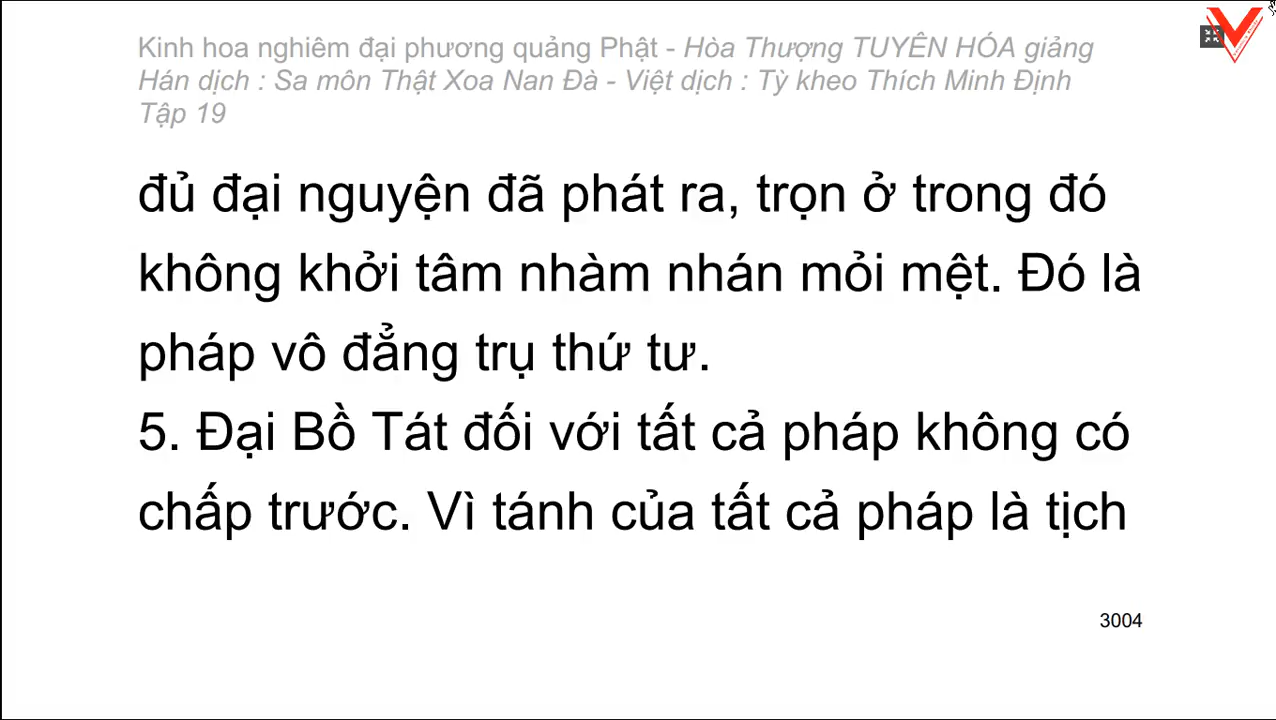 Kinh hoa nghiêm đại phương quảng Phật - Hòa Thượng TUYÊN HÓA giảng
Hán dịch : Sa môn Thật Xoa Nan Đà - Việt dịch : Tỳ kheo Thích Minh Định
Tập 19
đủ đại nguyện đã phát ra, trọn ở trong đó
không khởi tâm nhàm nhán mỏi mệt. Đó là
pháp vô đẳng trụ thứ tư.
5. Đại Bồ Tát đối với tất cả pháp không có
chấp trước. Vì tánh của tất cả pháp là tịch
3004